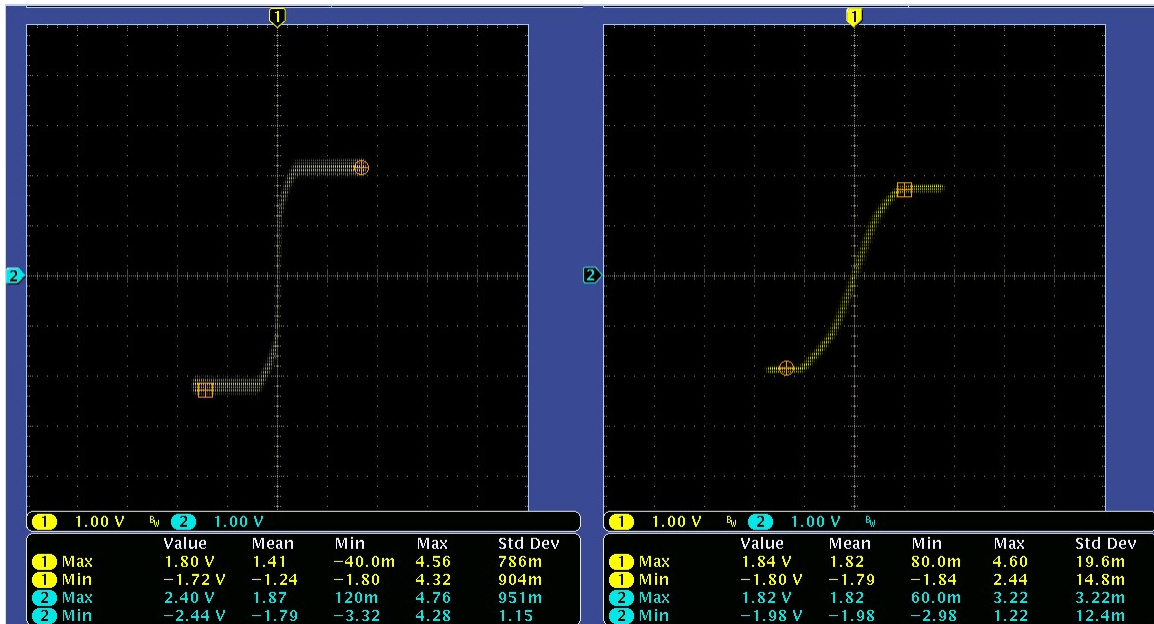 1 1
2 2
1 1.00 V BW 2 1.00 V
Value Mean Min Max Std Dev
1 Max 1.80 V 1.41 −40.0m 4.56 786m
1 Min −1.72 V −1.24 −1.80 4.32 904m
2 Max 2.40 V 1.87 120m 4.76 951m
2 Min −2.44 V −1.79 −3.32 4.28 1.15
1 1.00 V BW 2 1.00 V BW
Value Mean Min Max Std Dev
1 Max 1.84 V 1.82 80.0m 4.60 19.6m
1 Min −1.80 V −1.79 −1.84 2.44 14.8m
2 Max 1.82 V 1.82 60.0m 3.22 3.22m
2 Min −1.98 V −1.98 −2.98 1.22 12.4m